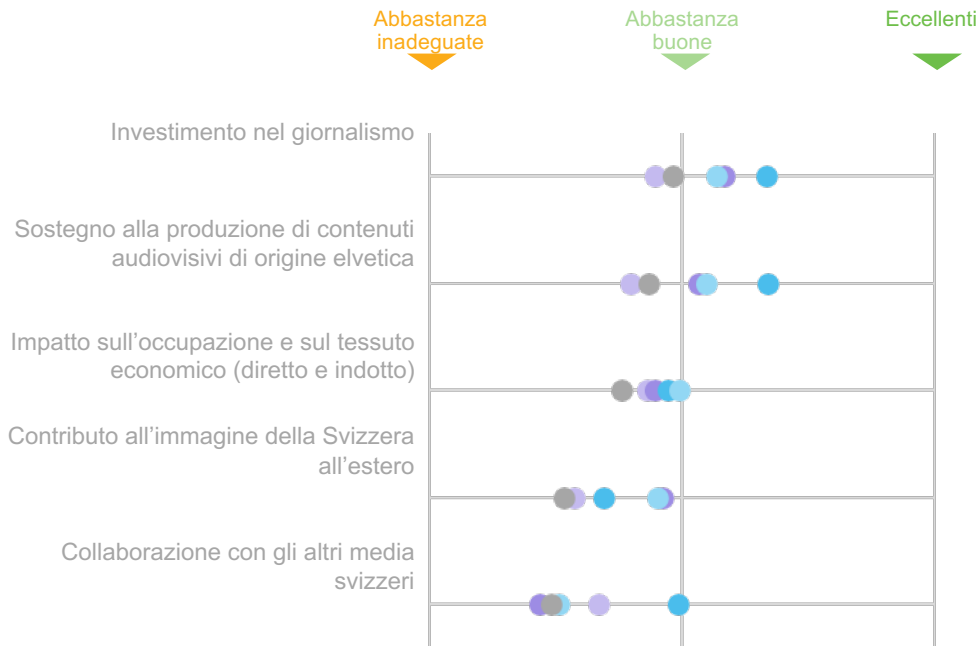 Abbastanza
inadeguate
Abbastanza
buone
Eccellenti
Investimento nel giornalismo
Sostegno alla produzione di contenuti
audiovisivi di origine elvetica
Impatto sull’occupazione e sul tessuto
economico (diretto e indotto)
Contributo all’immagine della Svizzera
all’estero
Collaborazione con gli altri media
svizzeri